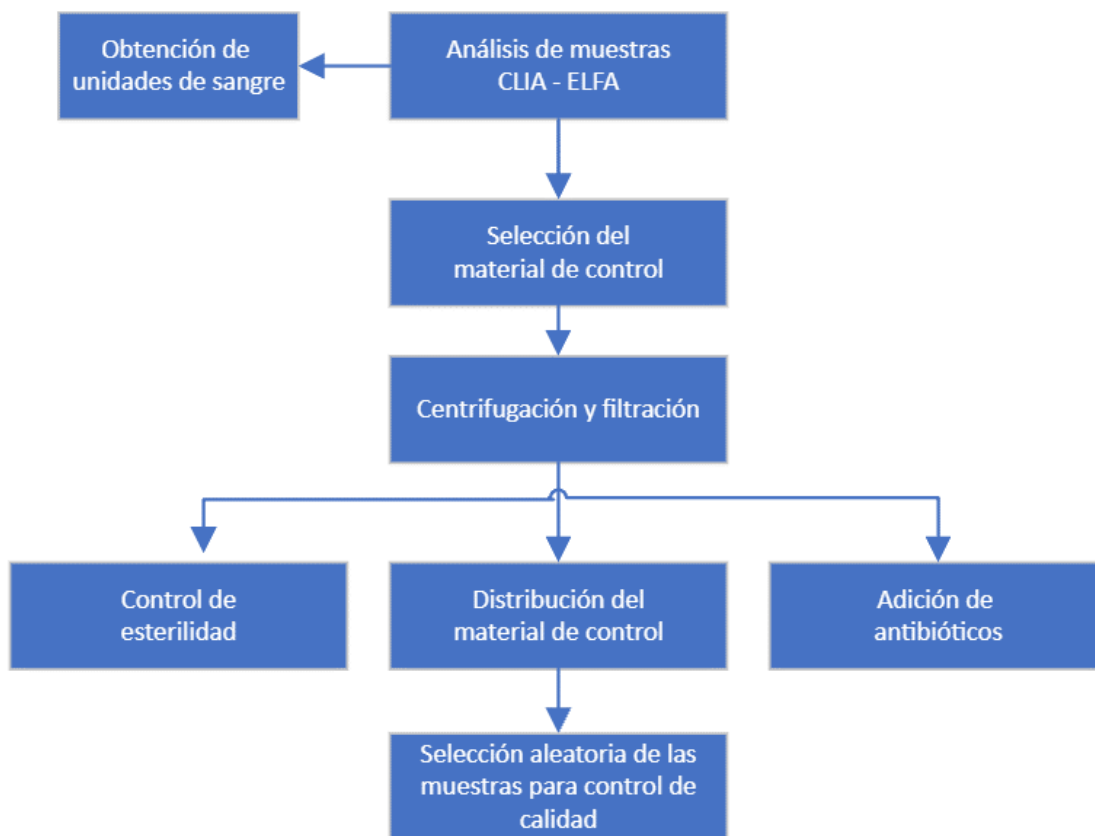 Obtención de
unidades de sangre
Análisis de muestras
CLIA - ELFA
Selección del
material de control
Centrifugación y filtración
Control de
esterilidad
Distribución del
material de control
Adición de
antibióticos
Selección aleatoria de las
muestras para control de
calidad